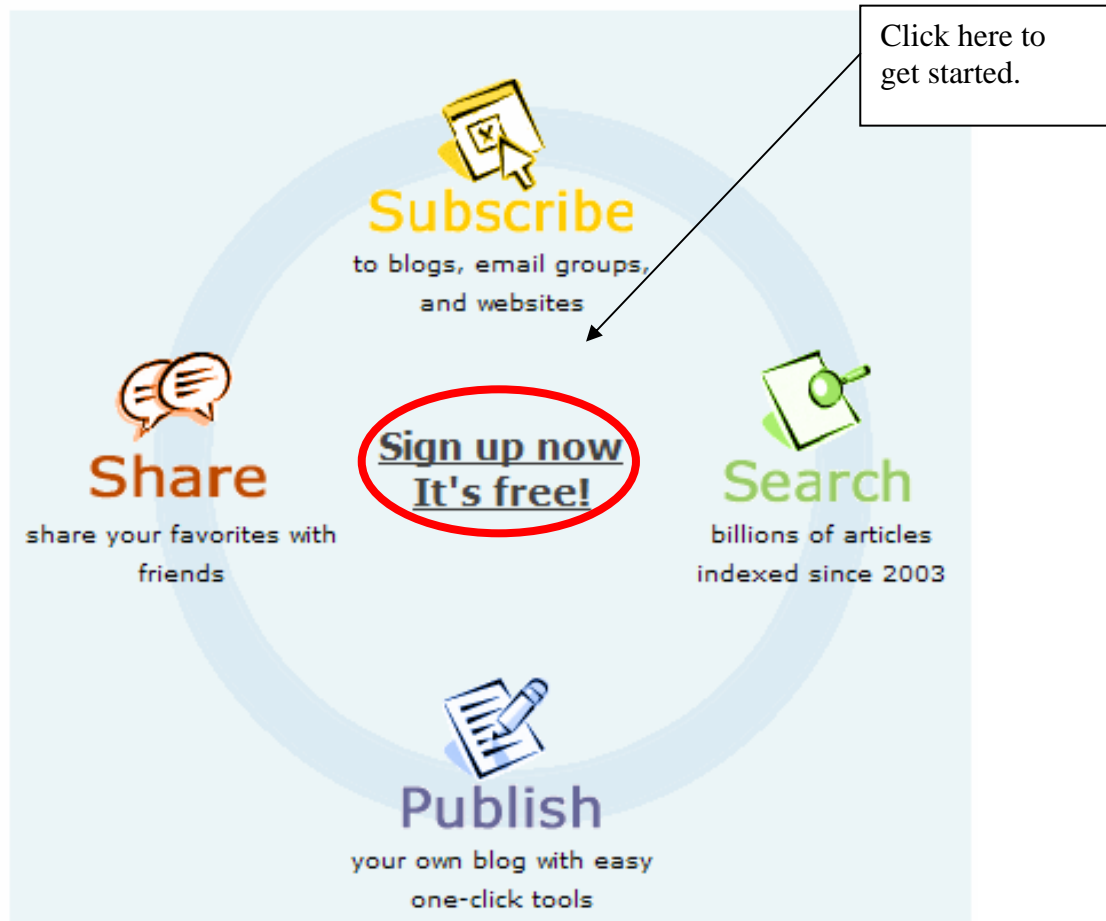 Click here to
get started.
Subscribe
to blogs, email groups,
and websites
Share
share your favorites with
friends
Sign up now
It's free!
Search
billions of articles
indexed since 2003
Publish
your own blog with easy
one-click tools